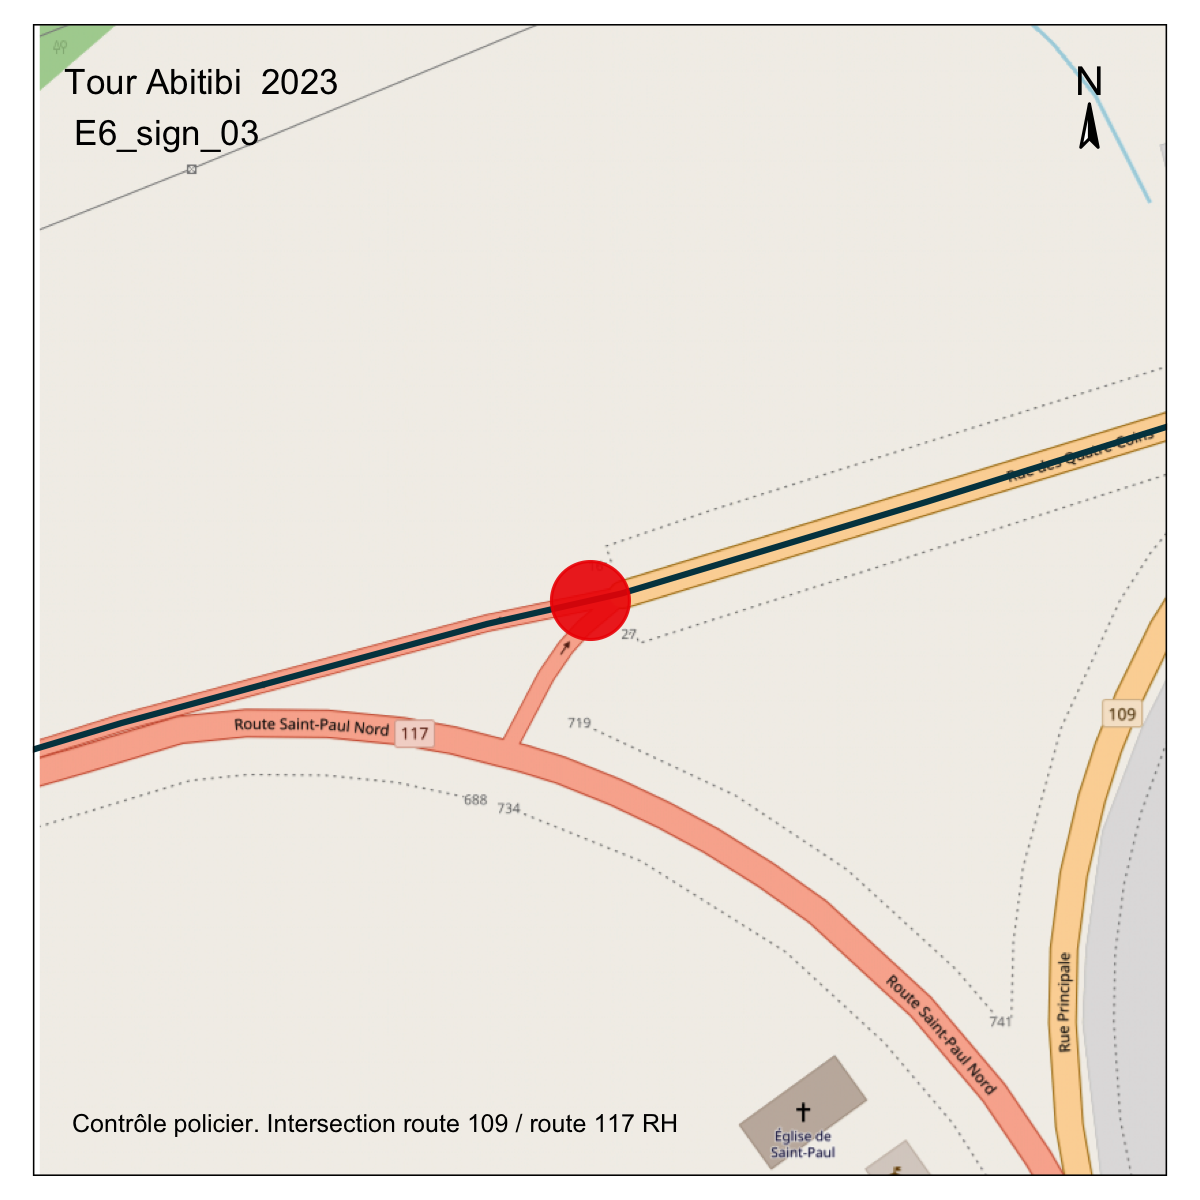 Tour Abitibi  2023
E6_sign_03
N
Rue des Quatre Coins
27
719
Route Saint-Paul Nord
117
109
688
734
Route Saint-Paul Nord
741
Rue Principale
Contrôle policier. Intersection route 109 / route 117 RH
Église de
Saint-Paul